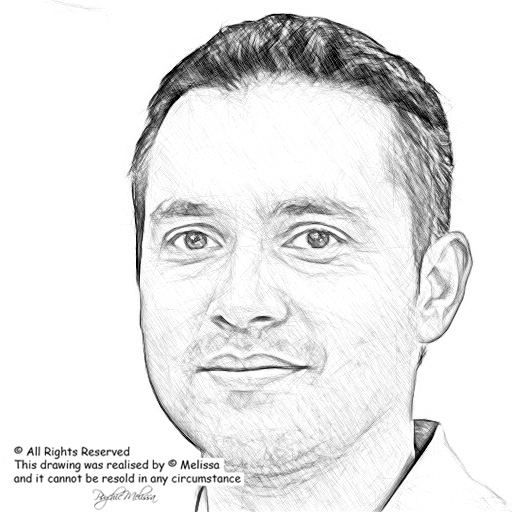 © All Rights Reserved
This drawing was realised by © Melissa
and it cannot be resold in any circumstance
Psychic Melissa